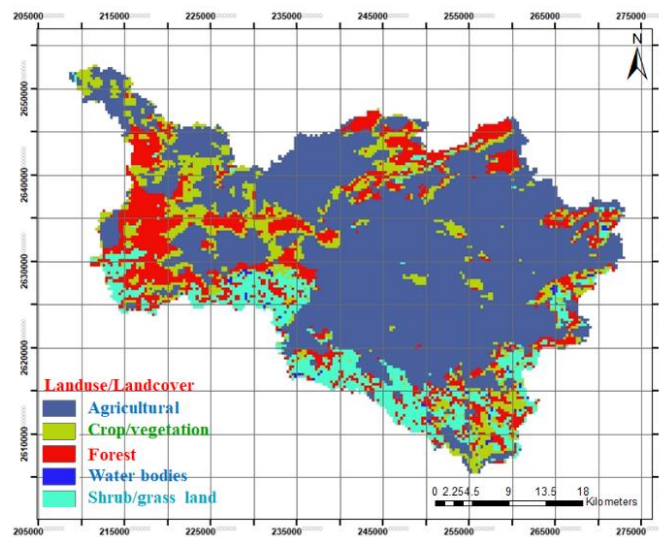 205000 215000 225000 235000 245000 255000 265000 275000
N
2650000
2640000
2630000
2620000
2610000
Landuse/Landcover
Agricultural
Crop/vegetation
Forest
Water bodies
Shrub/grass land
0 2.25 4.5 9 13.5 18
Kilometers
205000 215000 225000 235000 245000 255000 265000 275000